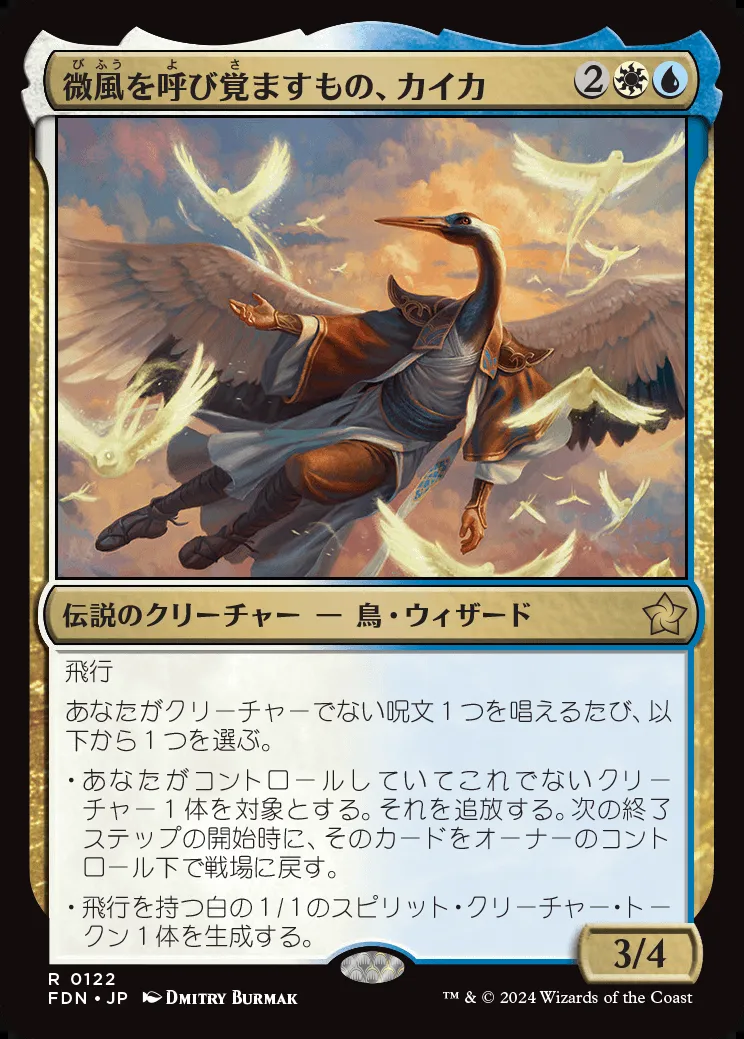 びふう よ さ
微風を呼び覚ますもの、カイカ 2
伝説のクリーチャー — 鳥・ウィザード
飛行
あなたがクリーチャーでない呪文1つを唱えるたび、以
下から1つを選ぶ。
・あなたがコントロールしていてこれでないクリー
チャー1体を対象とする。それを追放する。次の終了
ステップの開始時に、そのカードをオーナーのコント
ロール下で戦場に戻す。
・飛行を持つ白の1/1のスピリット・クリーチャー・トー
クン1体を生成する。
3/4
R 0122
FDN・JP DMITRY BURMAK
™ & © 2024 Wizards of the Coast